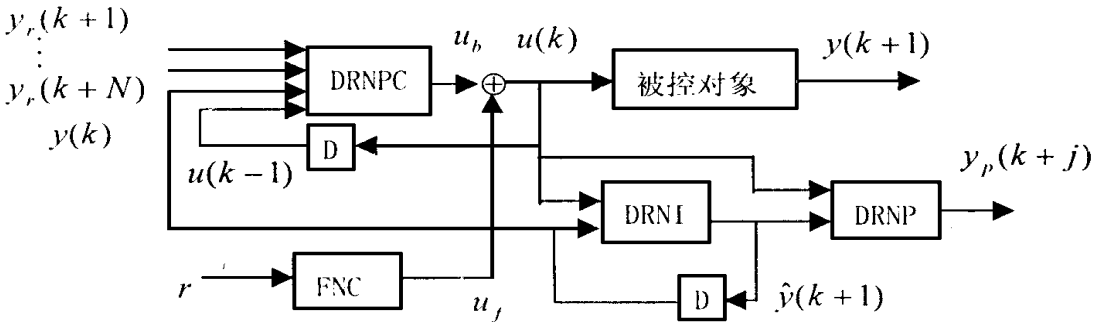 y_r(k+1)
⋮
y_r(k+N)
y(k)
u(k−1)
DRNPC
D
u_b
u(k)
被控对象
y(k+1)
DRNI
DRNP
y_p(k+j)
r
FNC
u_f
D
ŷ(k+1)